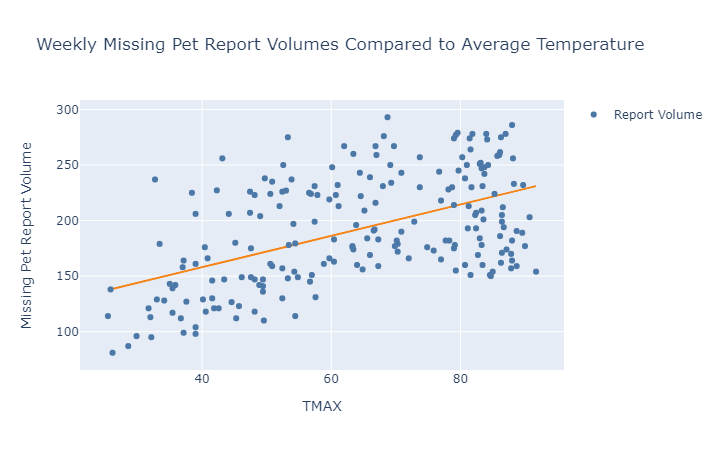 Weekly Missing Pet Report Volumes Compared to Average Temperature
Report Volume
Missing Pet Report Volume
300
250
200
150
100
40
60
80
TMAX